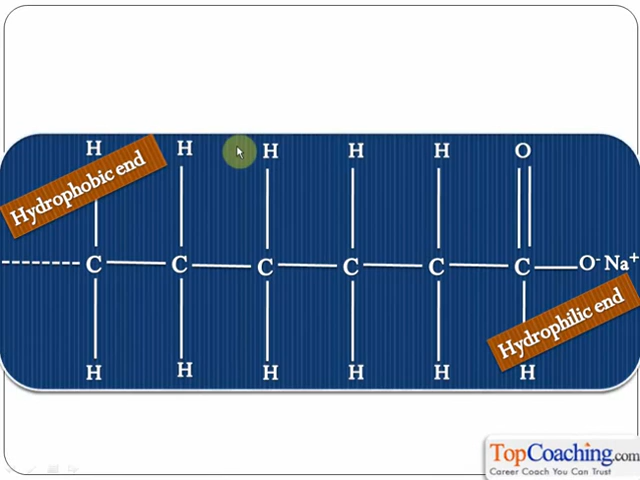 H H H H H O
Hydrophobic end
C C C C C C O⁻ Na⁺
Hydrophilic end
H H H H H H
TopCoaching.com
Career Coach You Can Trust